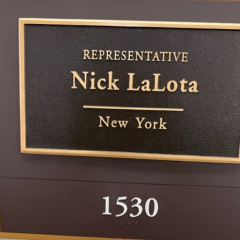 REPRESENTATIVE
Nick LaLota
New York
1530